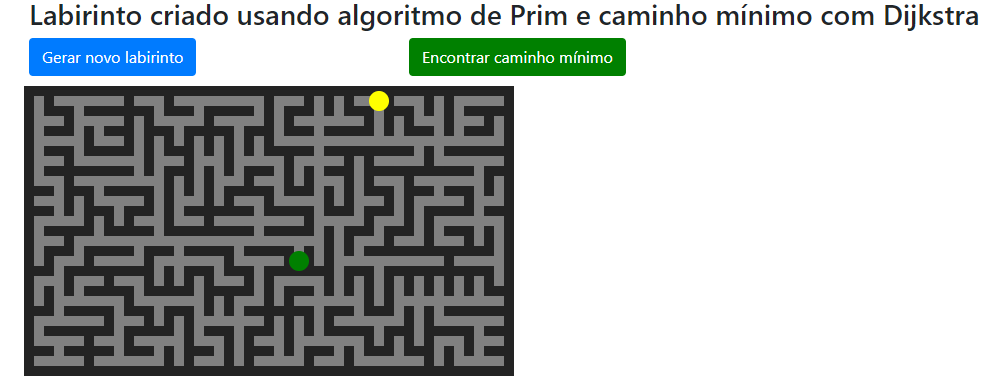 Labirinto criado usando algoritmo de Prim e caminho mínimo com Dijkstra
Gerar novo labirinto
Encontrar caminho mínimo